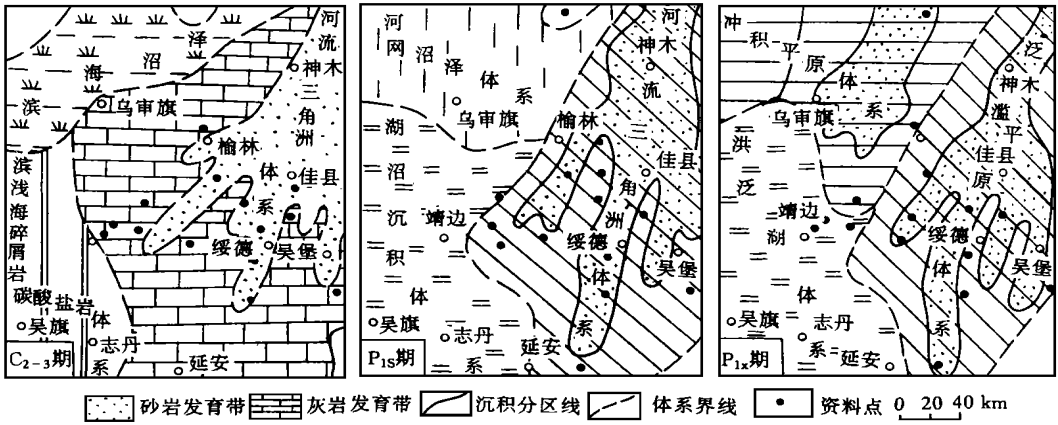 滨海沼泽
乌审旗
河流三角洲体系
神木
榆林
佳县
滨浅海碎屑岩碳酸盐岩体系
绥德
吴堡
吴旗
志丹
延安
C₂₋₃期
河网沼泽体系
乌审旗
河流三角洲体系
神木
榆林
佳县
湖沼沉积体系
靖边
绥德
吴堡
吴旗
志丹
延安
P₁s期
冲积平原体系
乌审旗
泛滥平原体系
神木
佳县
洪泛湖体系
靖边
绥德
吴堡
吴旗
志丹
延安
P₁x期
砂岩发育带
灰岩发育带
沉积分区线
体系界线
资料点
0 20 40 km